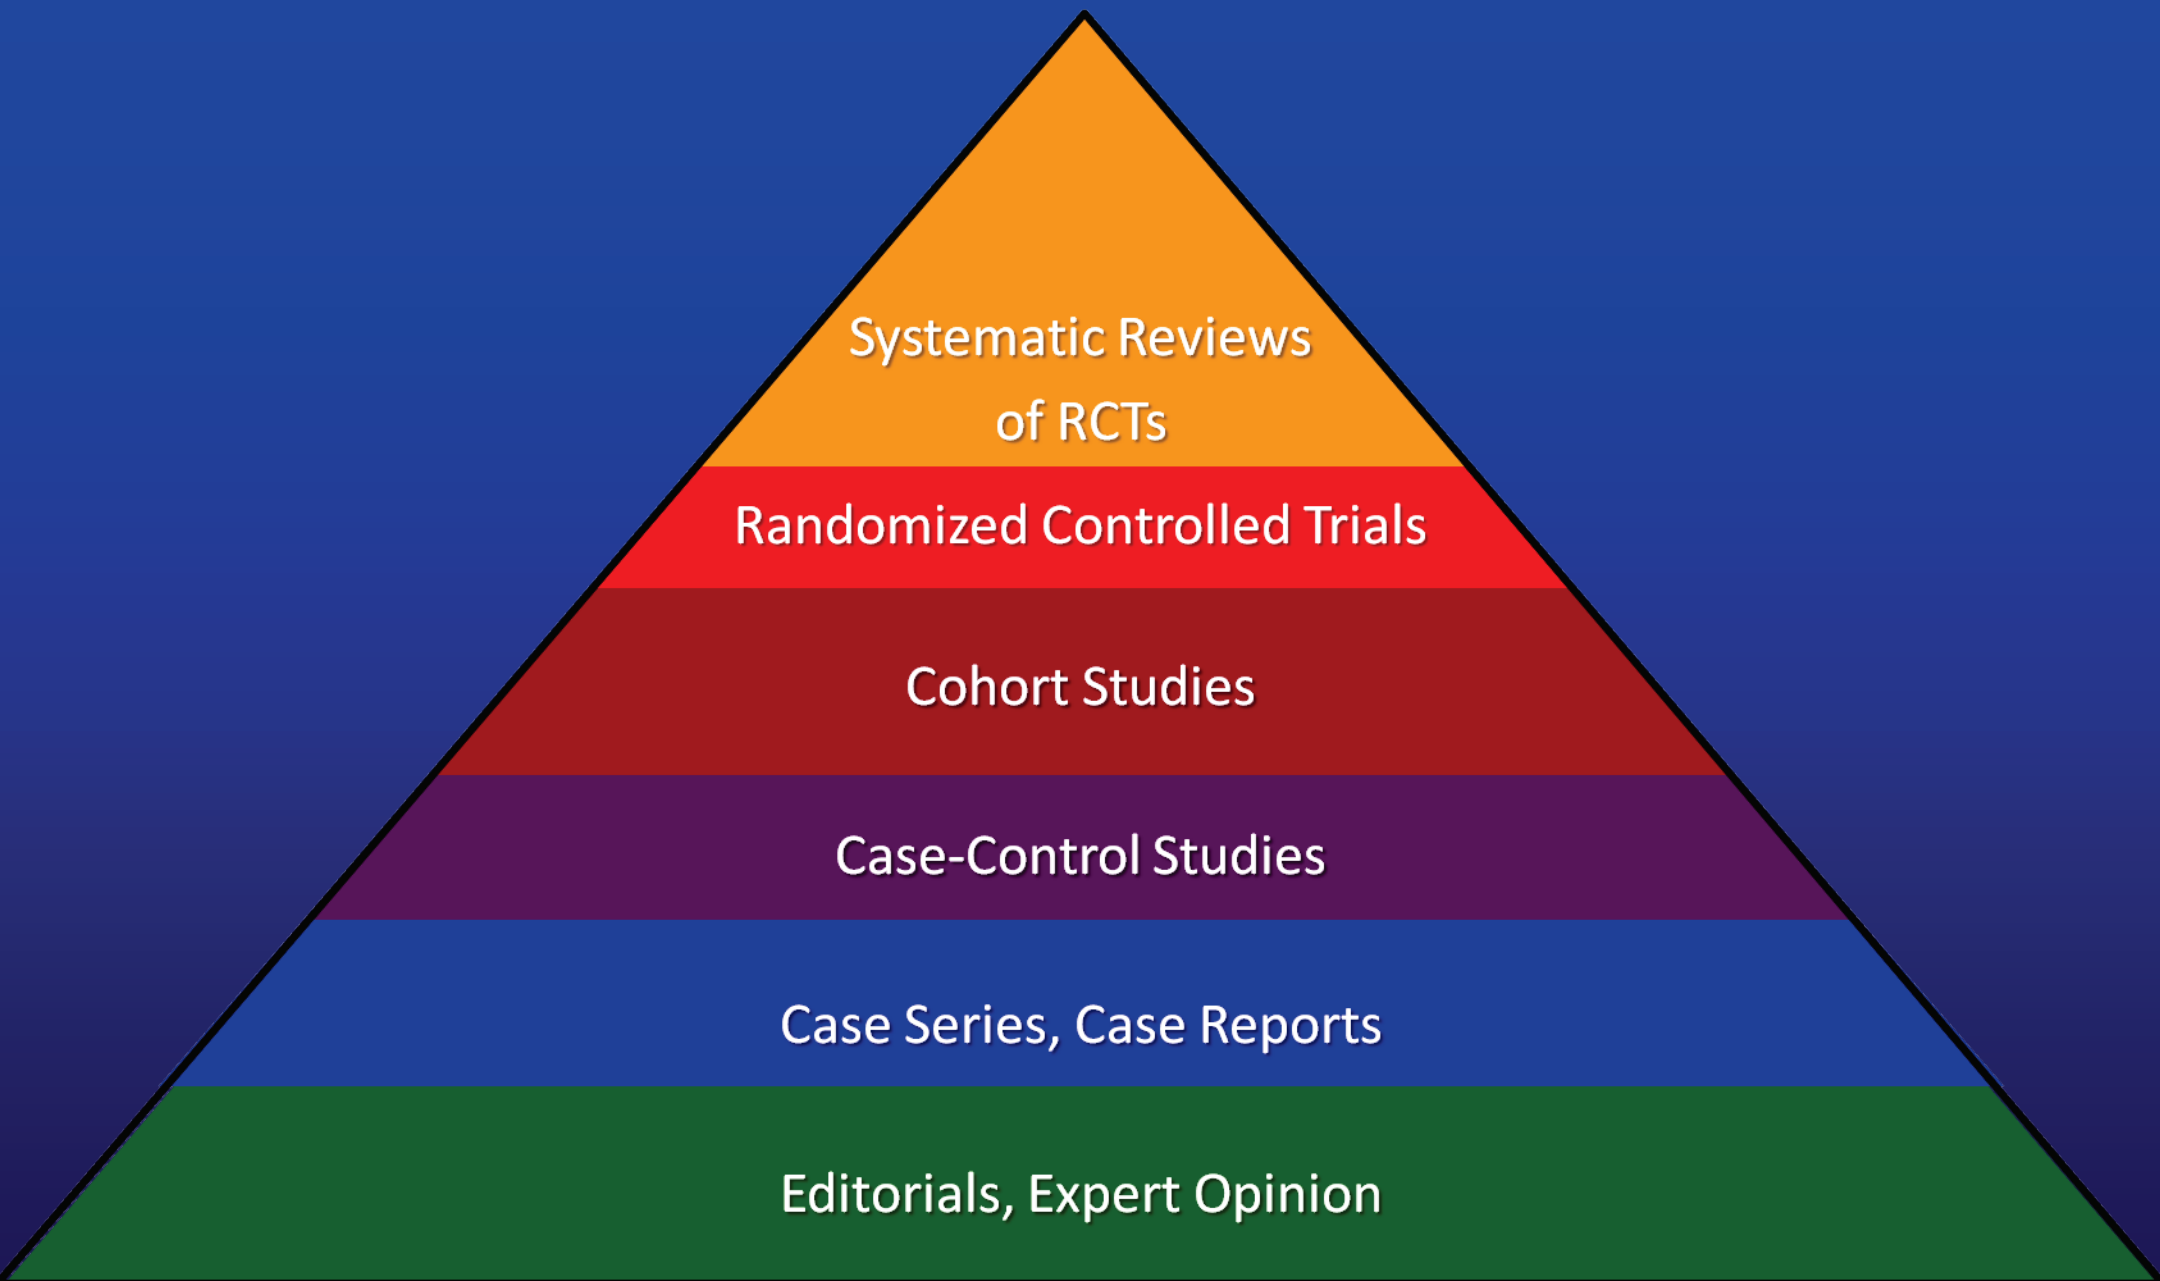 Systematic Reviews
of RCTs
Randomized Controlled Trials
Cohort Studies
Case-Control Studies
Case Series, Case Reports
Editorials, Expert Opinion